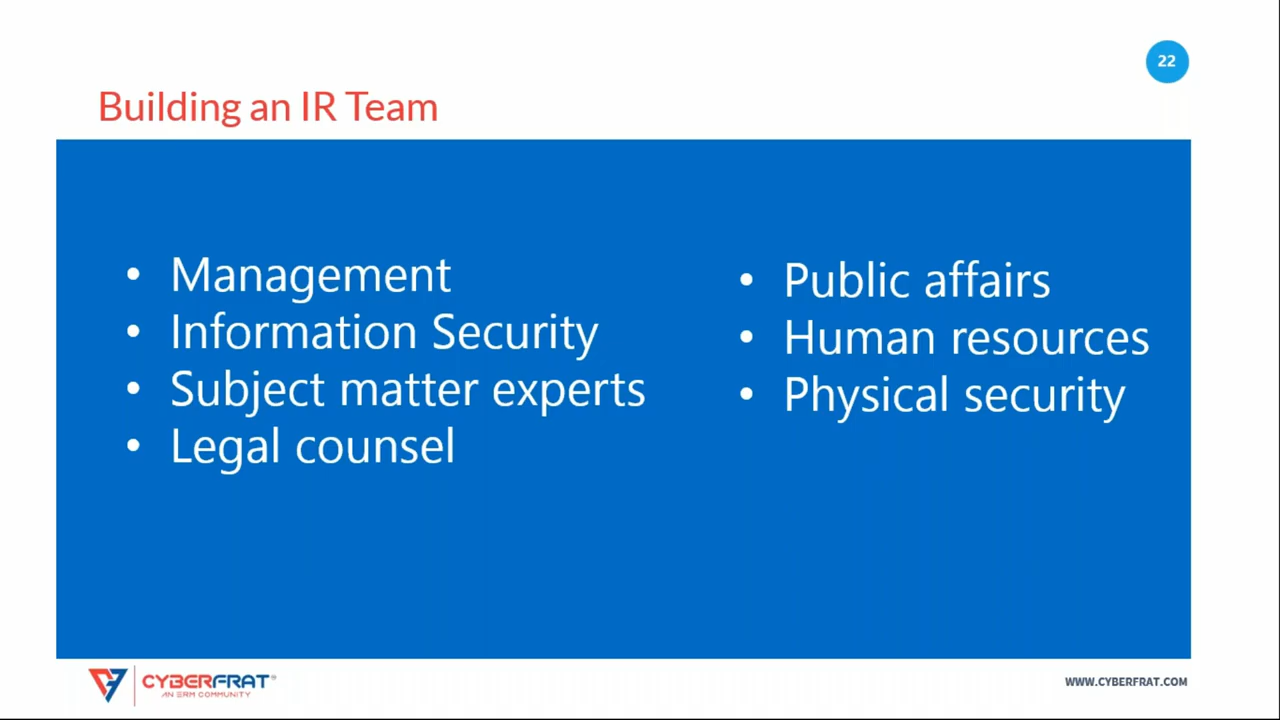 22
Building an IR Team
• Management
• Information Security
• Subject matter experts
• Legal counsel
• Public affairs
• Human resources
• Physical security
CYBERFRAT®
AN ERM COMMUNITY
WWW.CYBERFRAT.COM